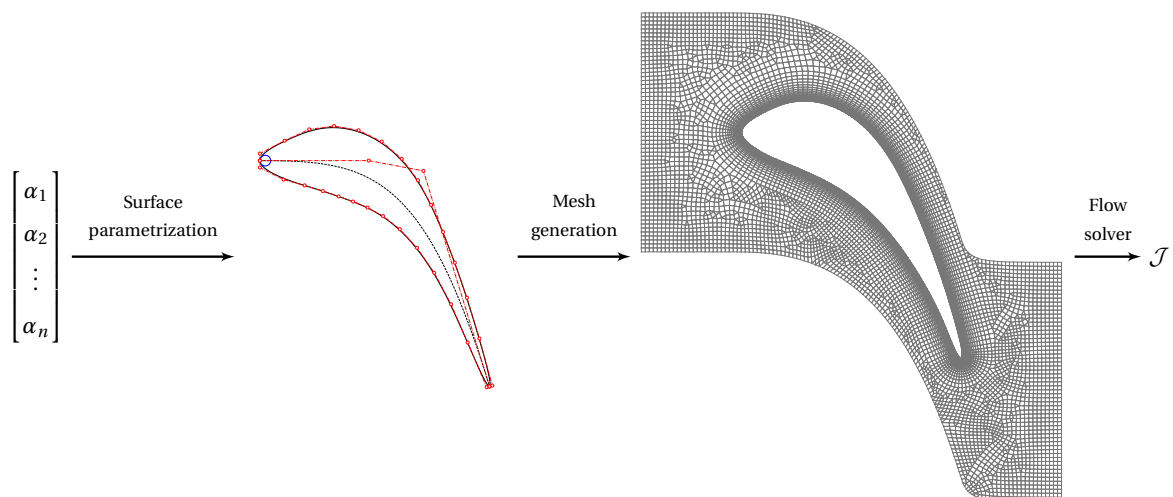 α1
α2
⋮
αn
Surface
parametrization
Mesh
generation
Flow
solver
𝒥